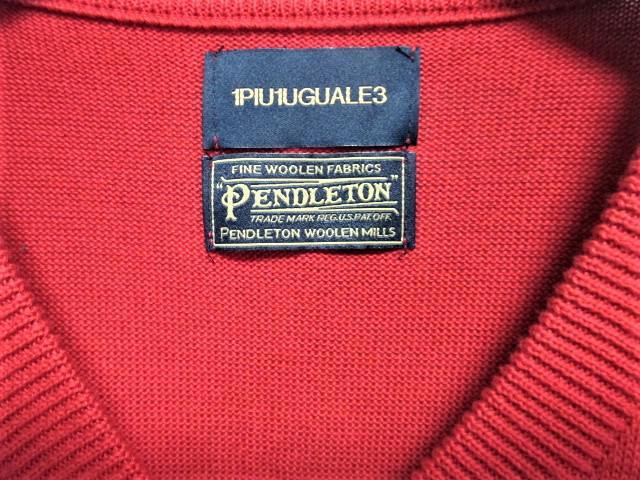 1PIU1UGUALE3
FINE WOOLEN FABRICS
"PENDLETON"
TRADE MARK REG.U.S.PAT.OFF.
PENDLETON WOOLEN MILLS